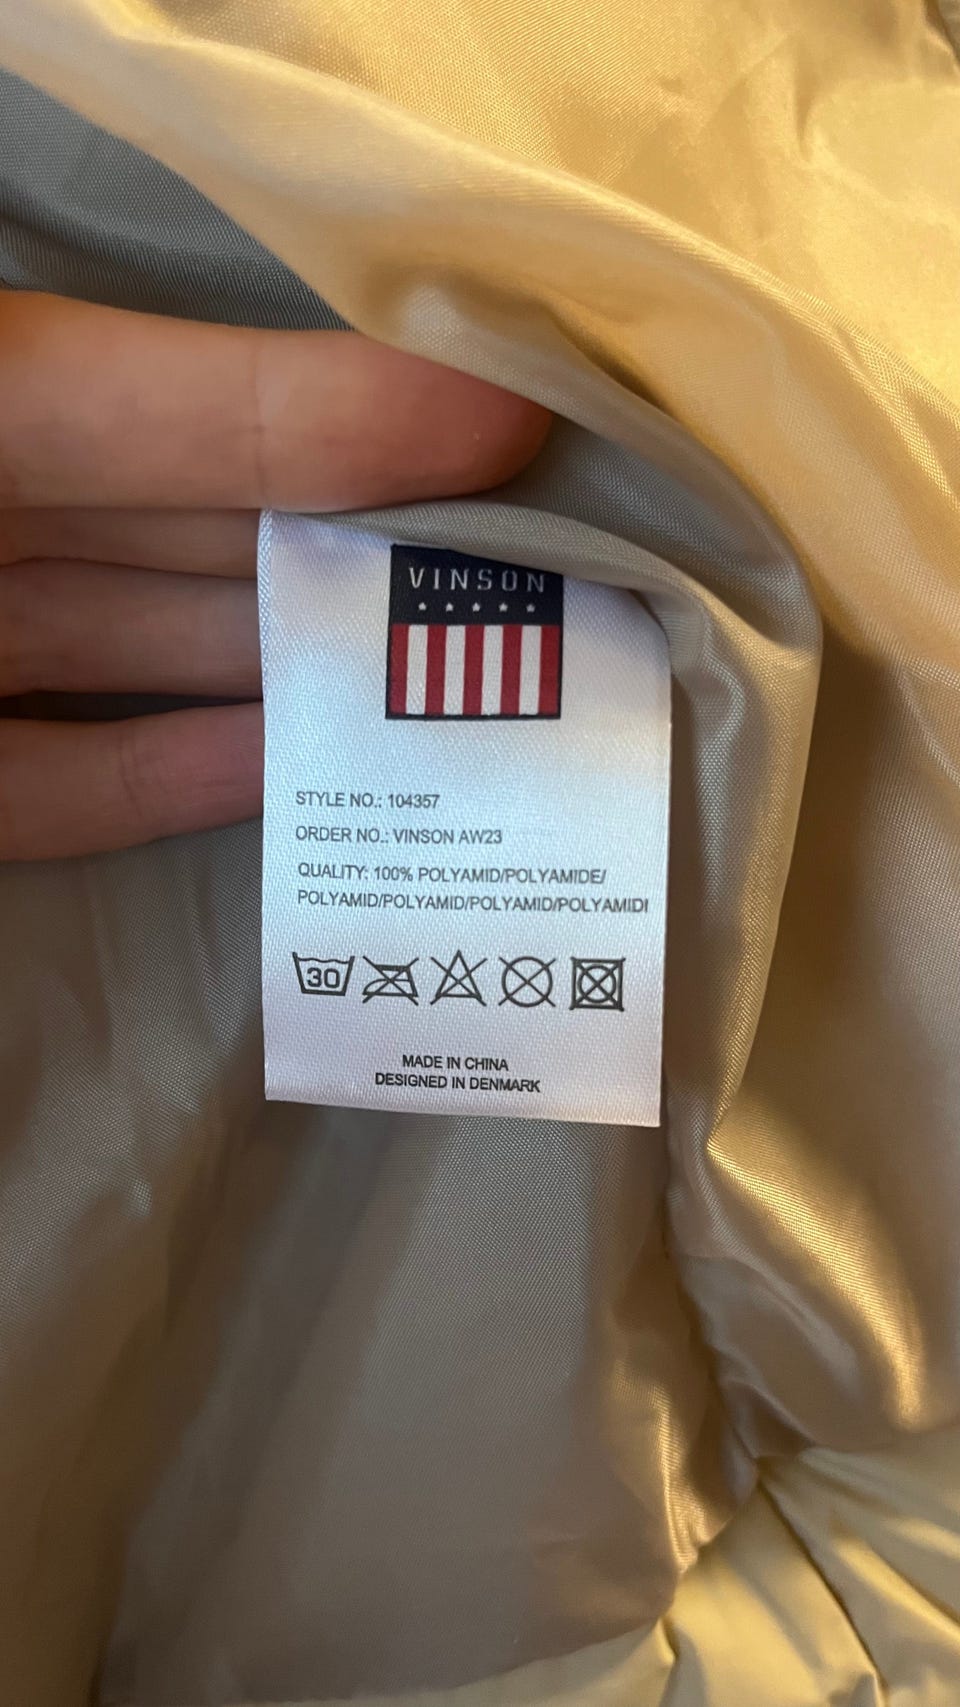 VINSON
STYLE NO.: 104357
ORDER NO.: VINSON AW23
QUALITY: 100% POLYAMID/POLYAMIDE/
POLYAMID/POLYAMID/POLYAMID/POLYAMIDI
30
MADE IN CHINA
DESIGNED IN DENMARK